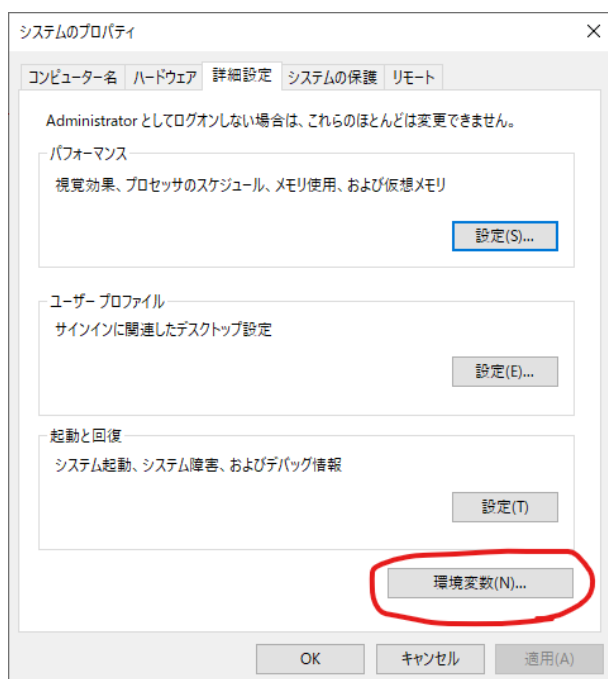 システムのプロパティ
コンピューター名 ハードウェア 詳細設定 システムの保護 リモート
Administrator としてログオンしない場合は、これらのほとんどは変更できません。
パフォーマンス
視覚効果、プロセッサのスケジュール、メモリ使用、および仮想メモリ
設定(S)...
ユーザー プロファイル
サインインに関連したデスクトップ設定
設定(E)...
起動と回復
システム起動、システム障害、およびデバッグ情報
設定(T)
環境変数(N)...
OK キャンセル 適用(A)